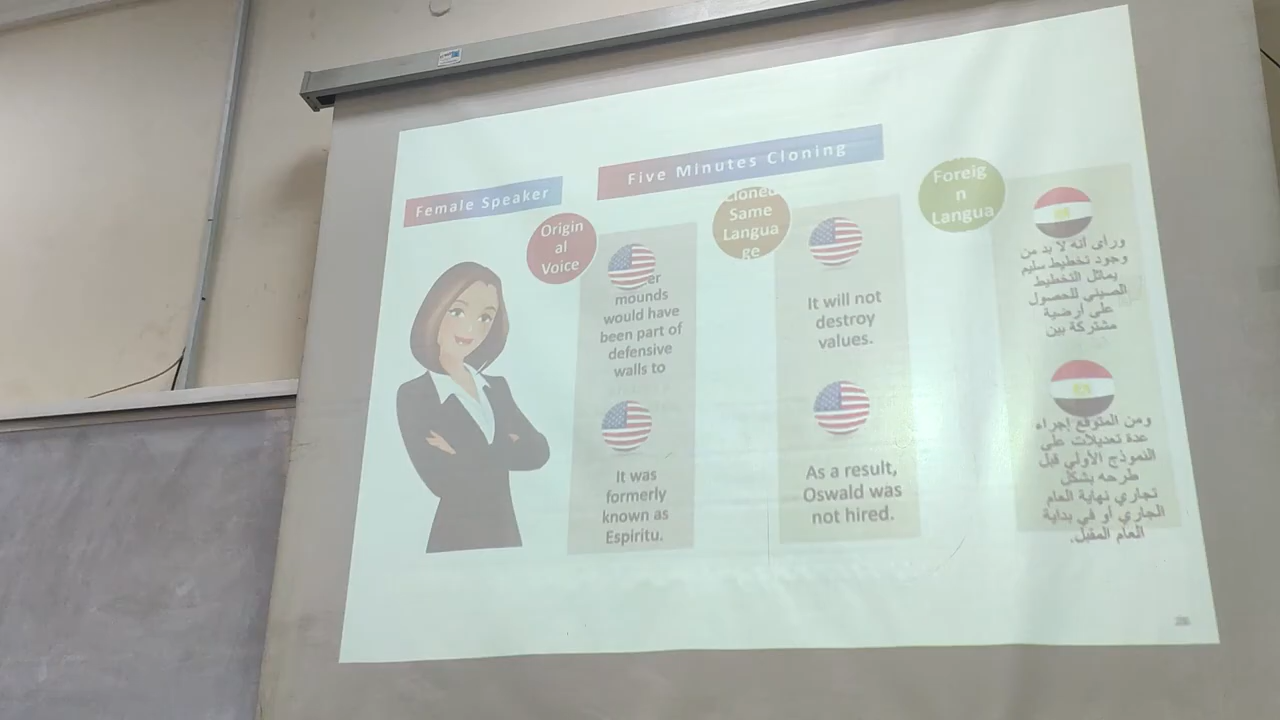 Five Minutes Cloning
Female Speaker
Origin
al
Voice
er
mounds
would have
been part of
defensive
walls to
It was
formerly
known as
Espiritu.
Cloned
Same
Langua
ge
It will not
destroy
values.
As a result,
Oswald was
not hired.
Foreig
n
Langua
ورأى أنه لا بد من
وجود تخطيط سليم
يماثل التخطيط
الصيني للحصول
على أرضية
مشتركة بين
ومن المتوقع إجراء
عدة تعديلات على
النموذج الأولي قبل
طرحه بشكل
تجاري نهاية العام
الجاري أو في بداية
العام المقبل.